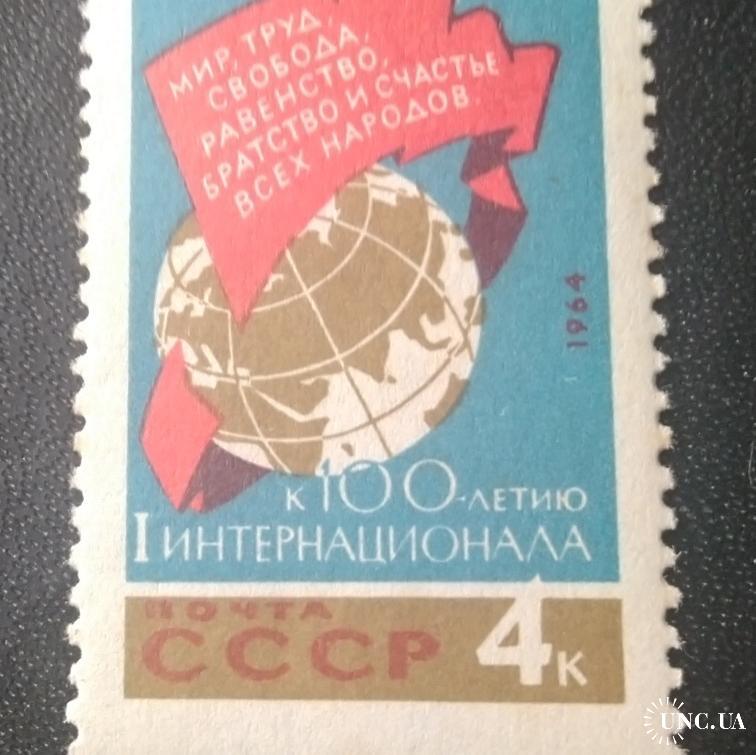 МИР, ТРУД,
СВОБОДА,
РАВЕНСТВО,
БРАТСТВО И СЧАСТЬЕ
ВСЕХ НАРОДОВ.
1964
К 100-ЛЕТИЮ
I ИНТЕРНАЦИОНАЛА
ПОЧТА
СССР 4К
UNC.UA